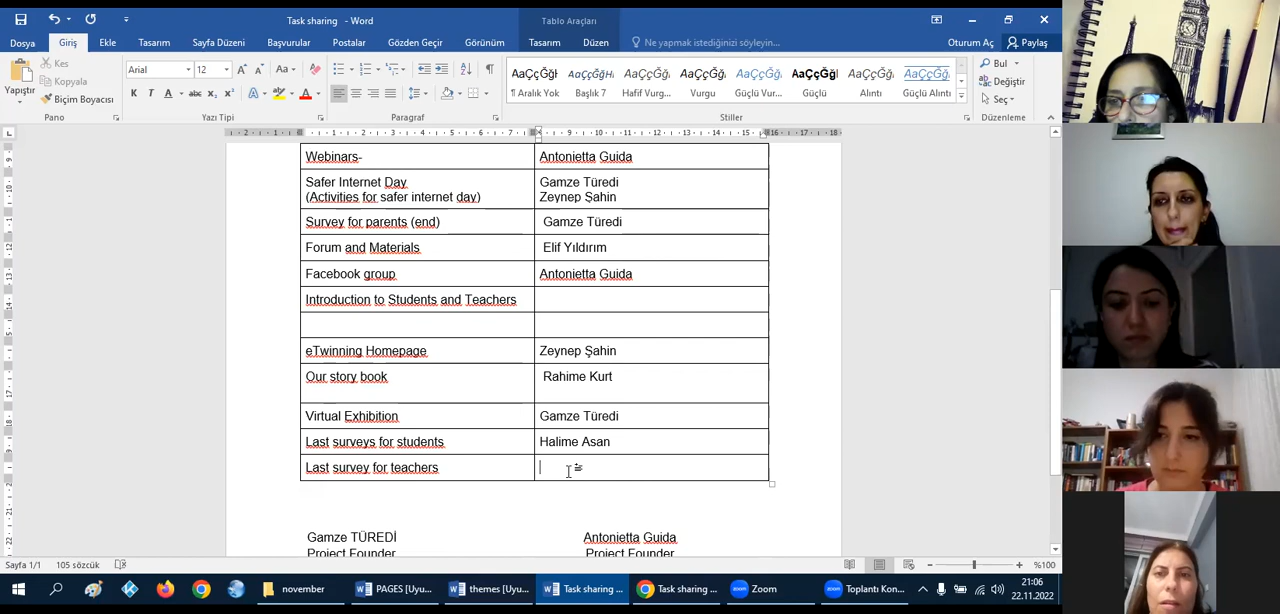 Task sharing - Word
Tablo Araçları
Dosya
Giriş
Ekle
Tasarım
Sayfa Düzeni
Başvurular
Postalar
Gözden Geçir
Görünüm
Tasarım
Düzen
Ne yapmak istediğinizi söyleyin...
Oturum Aç
Paylaş
Yapıştır
Kes
Kopyala
Biçim Boyacısı
Arial
12
AaÇçĞğH
AaÇçĞğH
AaÇçĞğH
AaÇçĞğH
AaÇçĞğH
AaÇçĞğI
AaÇçĞğH
AaÇçĞğH
¶ Aralık Yok
Başlık 7
Hafif Vurg...
Vurgu
Güçlü Vur...
Güçlü
Alıntı
Güçlü Alıntı
Bul
Değiştir
Seç
Pano
Yazı Tipi
Paragraf
Stiller
Düzenleme
Webinars-
Antonietta Guida
Safer Internet Day
(Activities for safer internet day)
Gamze Türedi
Zeynep Şahin
Survey for parents (end)
Gamze Türedi
Forum and Materials
Elif Yıldırım
Facebook group
Antonietta Guida
Introduction to Students and Teachers
eTwinning Homepage
Zeynep Şahin
Our story book
Rahime Kurt
Virtual Exhibition
Gamze Türedi
Last surveys for students
Halime Asan
Last survey for teachers
Gamze TÜREDİ
Antonietta Guida
Project Founder
Project Founder
Sayfa 1/1
105 sözcük
%100
november
PAGES [Uyu...
themes [Uyu...
Task sharing ...
Task sharing ...
Zoom
Toplantı Kon...
21:06
22.11.2022